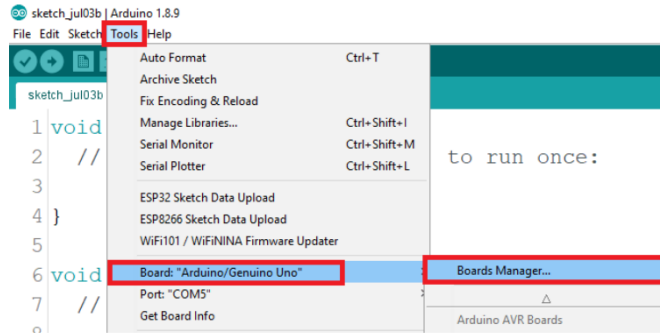 sketch_jul03b | Arduino 1.8.9
File Edit Sketch Tools Help
Auto Format Ctrl+T
Archive Sketch
sketch_jul03b
Fix Encoding & Reload
1 void
Manage Libraries... Ctrl+Shift+I
2 //
Serial Monitor Ctrl+Shift+M
to run once:
Serial Plotter Ctrl+Shift+L
3
ESP32 Sketch Data Upload
4 }
ESP8266 Sketch Data Upload
5
WiFi101 / WiFiNINA Firmware Updater
6 void
Board: "Arduino/Genuino Uno"
Boards Manager...
7 //
Port: "COM5"
Get Board Info
Arduino AVR Boards